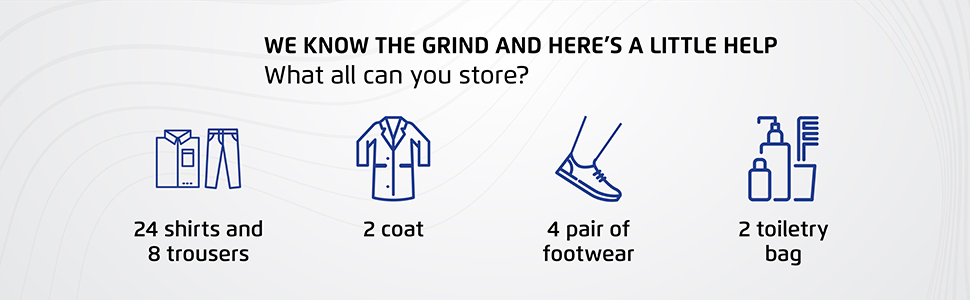 WE KNOW THE GRIND AND HERE'S A LITTLE HELP
What all can you store?
24 shirts and
8 trousers
2 coat
4 pair of
footwear
2 toiletry
bag